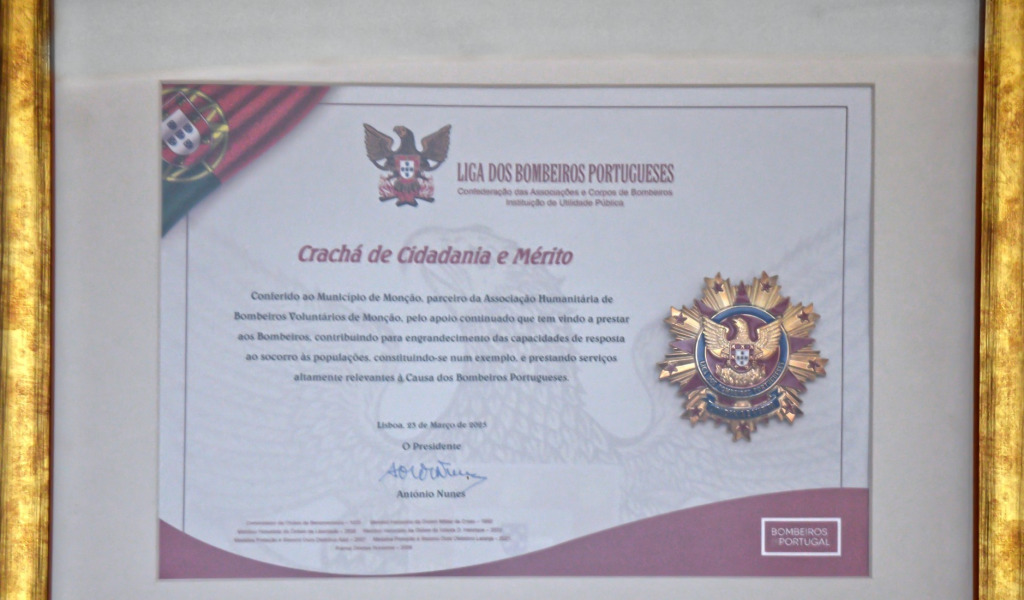 LIGA DOS BOMBEIROS PORTUGUESES
Confederação das Associações e Corpos de Bombeiros
Instituição de Utilidade Pública
Crachá de Cidadania e Mérito
Conferido ao Município de Monção, parceiro da Associação Humanitária de
Bombeiros Voluntários de Monção, pelo apoio continuado que tem vindo a prestar
aos Bombeiros, contribuindo para engrandecimento das capacidades de resposta
ao socorro às populações, constituindo-se num exemplo, e prestando serviços
altamente relevantes à Causa dos Bombeiros Portugueses.
Lisboa, de Março de
O Presidente
António Nunes
BOMBEIROS
PORTUGAL